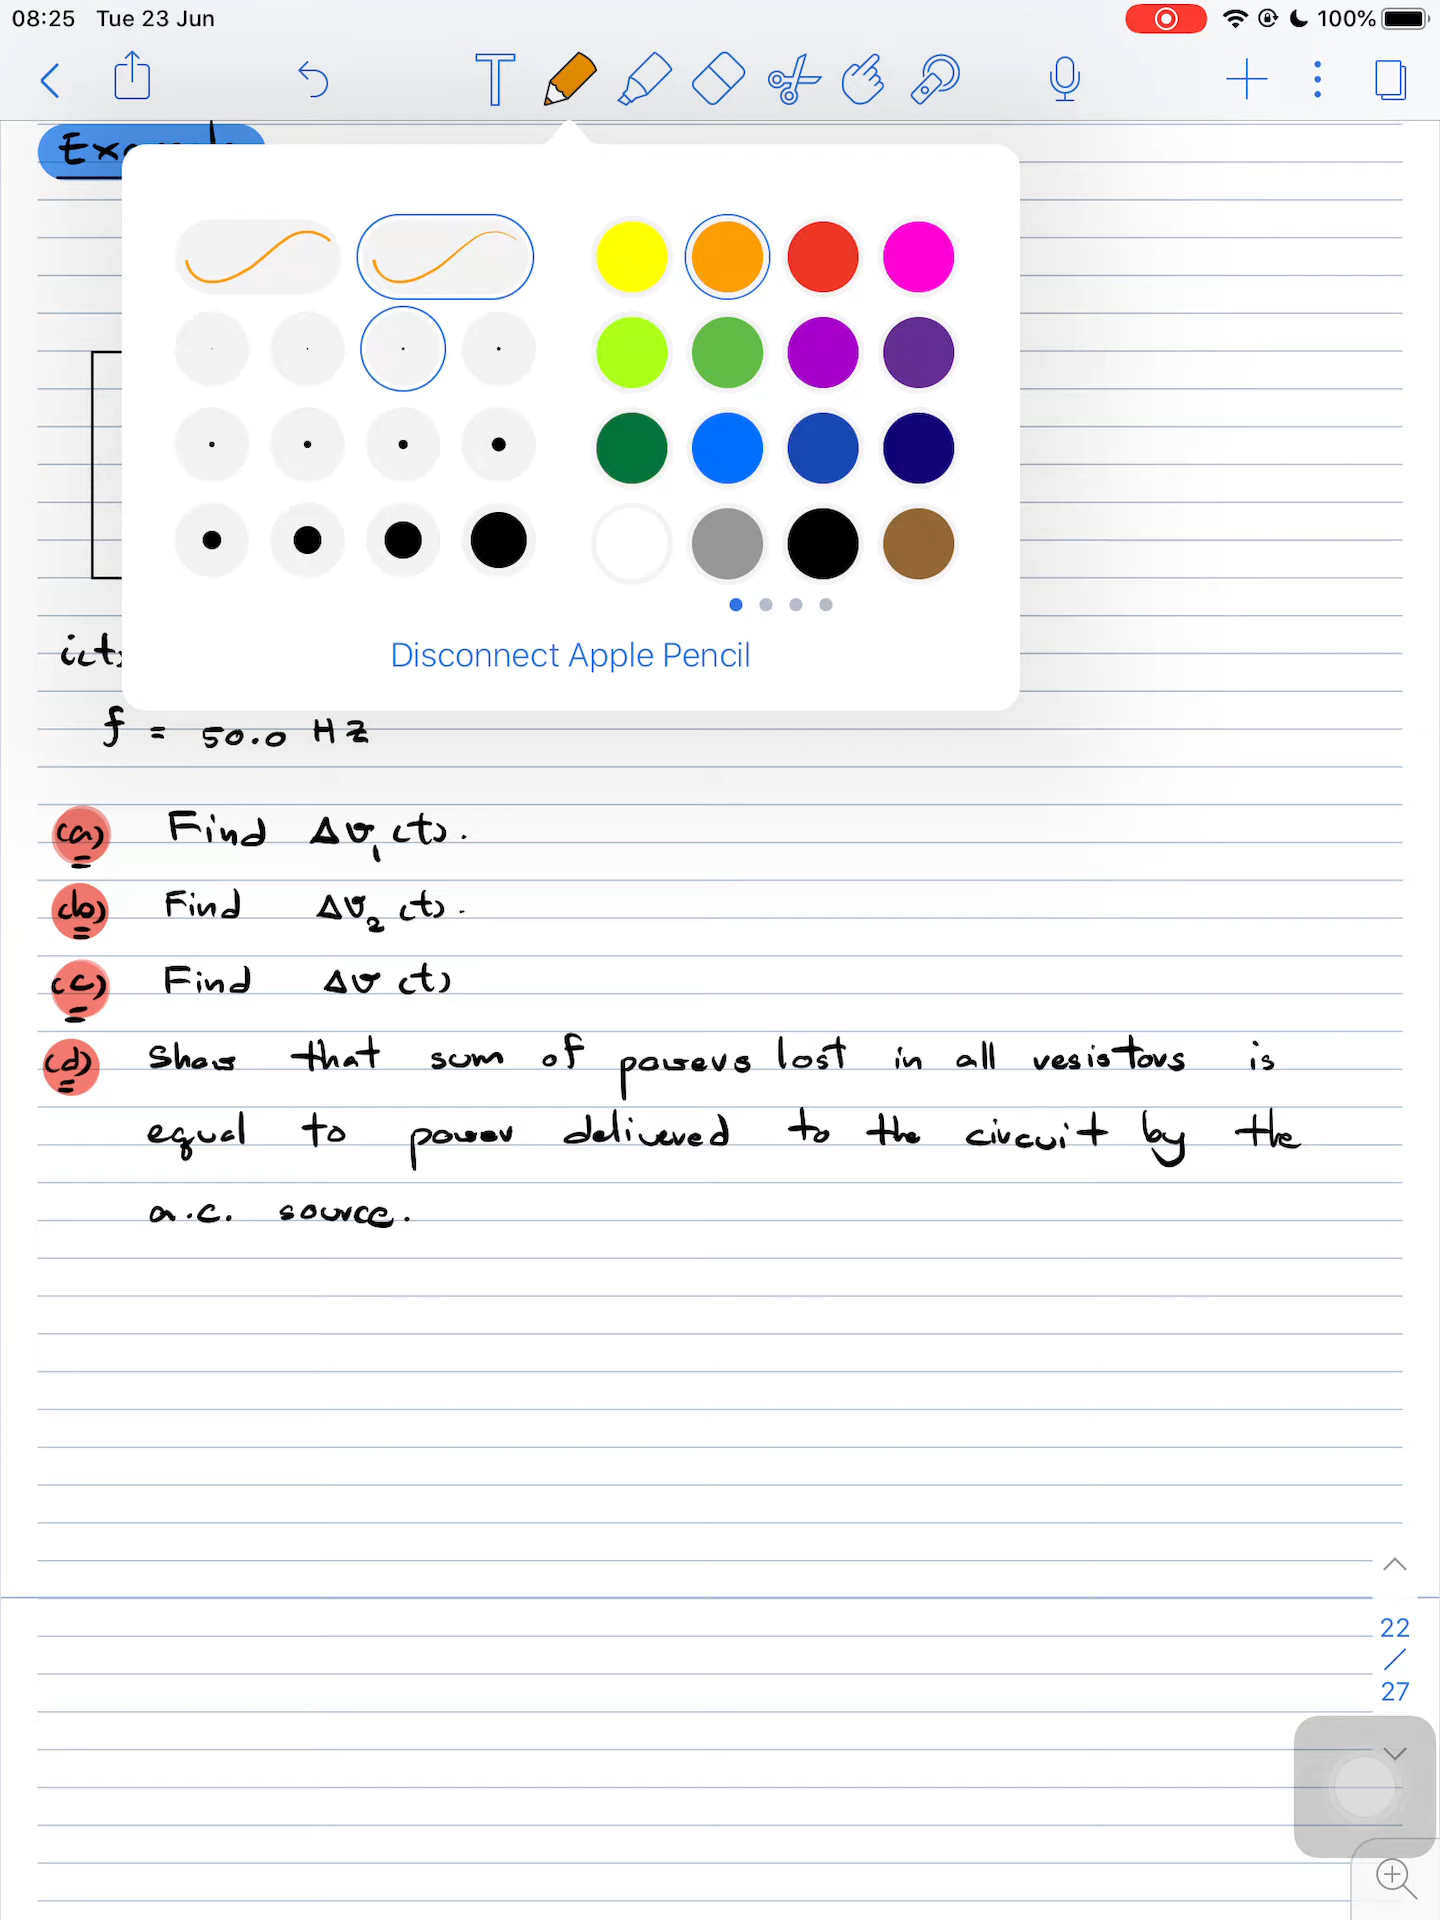 08:25 Tue 23 Jun 100%
T
Disconnect Apple Pencil
i(t)
f = 50.0 Hz
(a) Find Δv₁(t).
(b) Find Δv₂(t).
(c) Find Δv(t)
(d) Show that sum of powers lost in all resistors is
equal to power delivered to the circuit by the
a.c. source.
22
/
27